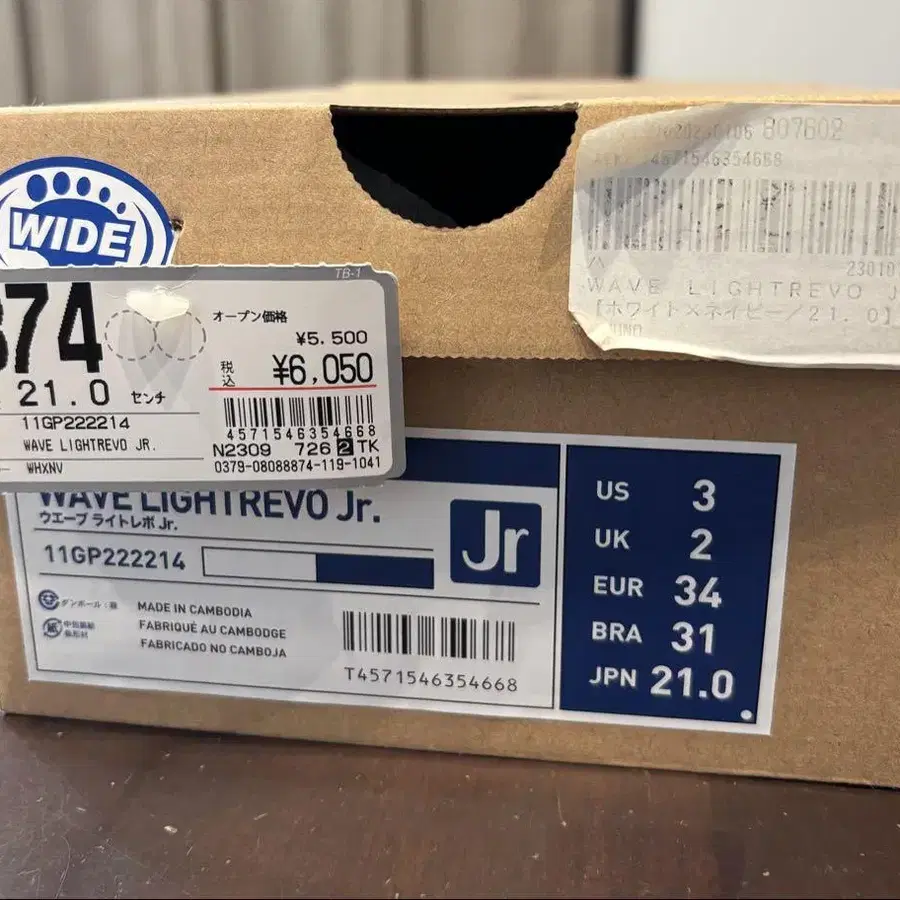 WIDE
807602
4571546354668
WAVE LIGHTREVO J
[ホワイト×ネイビー/21.0]
TB-1
874
オープン価格
¥5.500
税込 ¥6,050
21.0 センチ
11GP222214
WAVE LIGHTREVO JR.
WHXNV
4571546354668
N2309 726 2 TK
0379-08088874-119-1041
WAVE LIGHTREVO Jr.
ウエーブ ライトレボ Jr.
Jr
11GP222214
ダンボール:箱
MADE IN CAMBODIA
FABRIQUÉ AU CAMBODGE
FABRICADO NO CAMBOJA
T4571546354668
US 3
UK 2
EUR 34
BRA 31
JPN 21.0